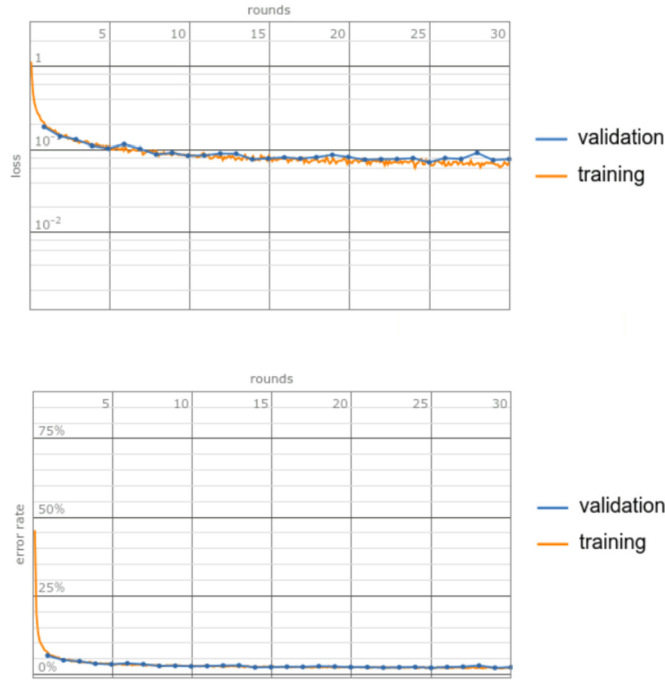 rounds
5 10 15 20 25 30
1
10⁻¹
10⁻²
loss
validation
training
rounds
5 10 15 20 25 30
75%
50%
25%
0%
error rate
validation
training